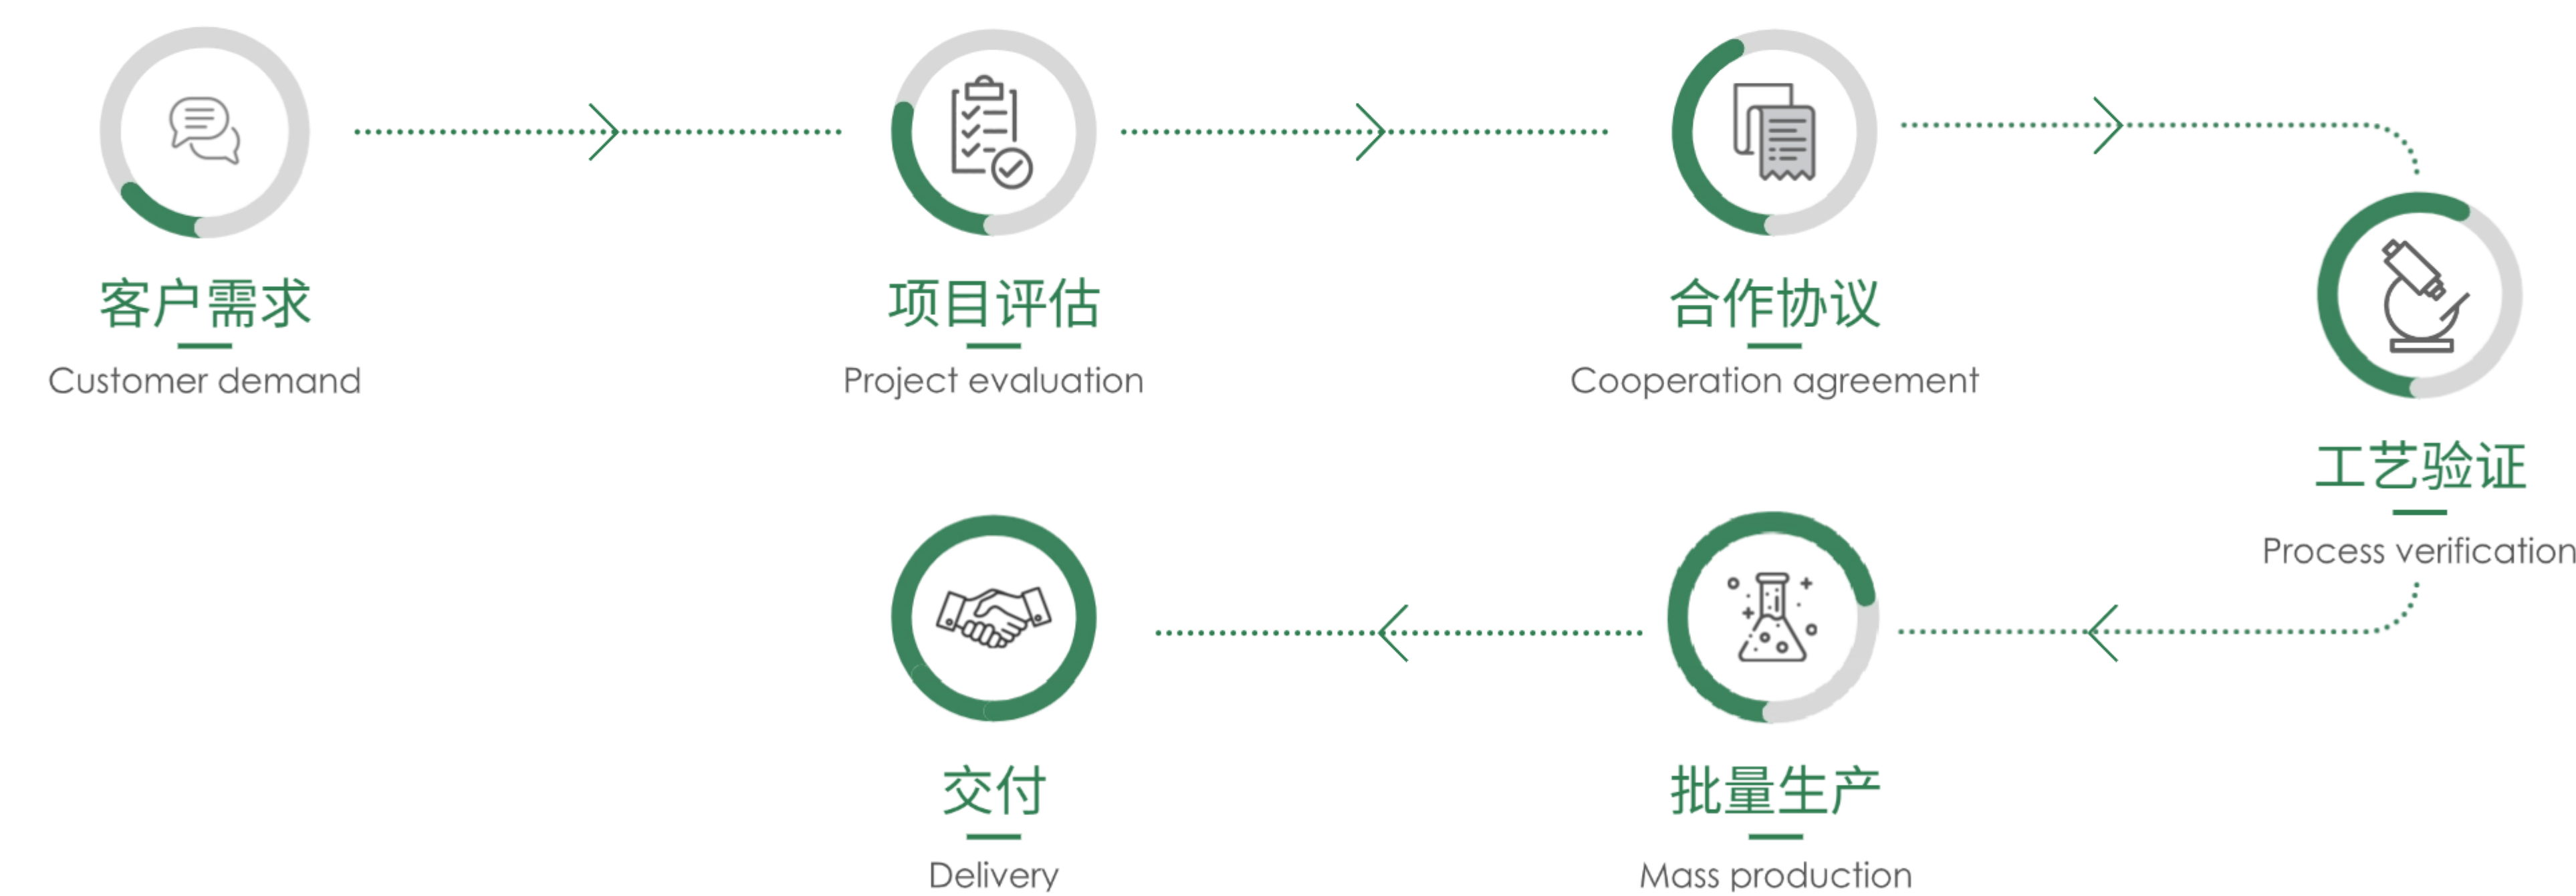 客户需求
Customer demand
项目评估
Project evaluation
合作协议
Cooperation agreement
工艺验证
Process verification
批量生产
Mass production
交付
Delivery